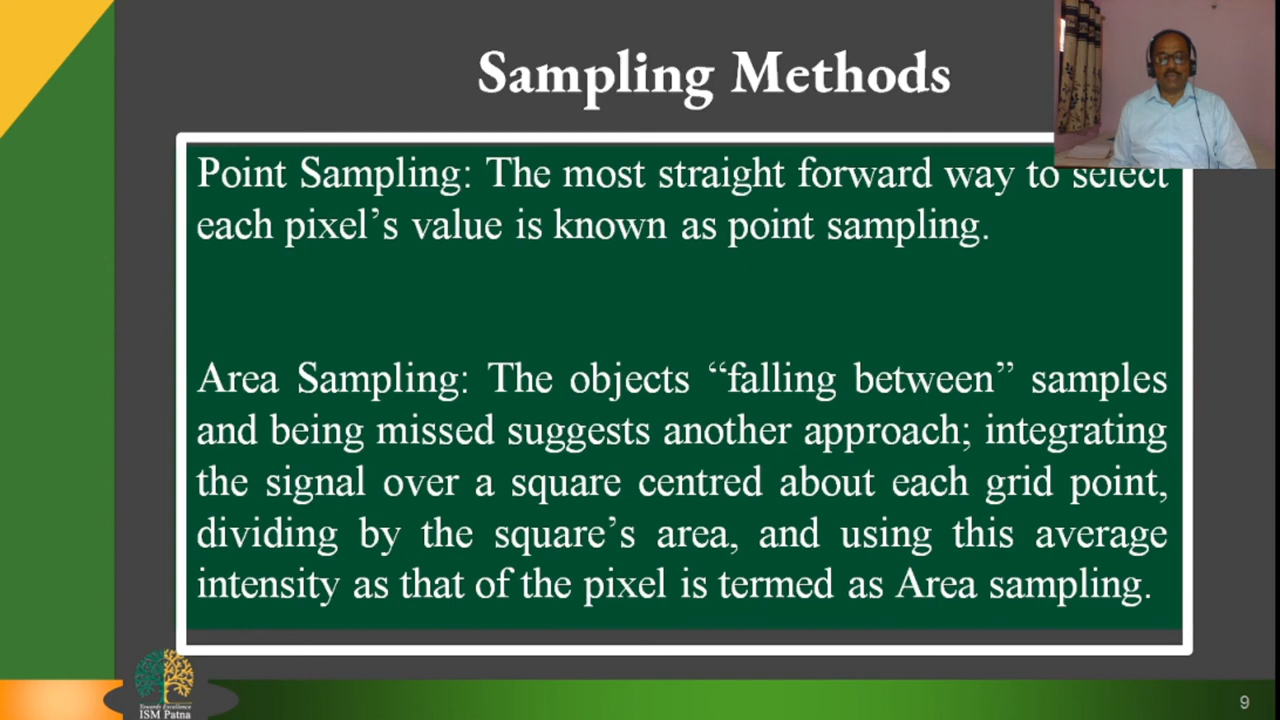 Sampling Methods
Point Sampling: The most straight forward way to select
each pixel’s value is known as point sampling.
Area Sampling: The objects “falling between” samples
and being missed suggests another approach; integrating
the signal over a square centred about each grid point,
dividing by the square’s area, and using this average
intensity as that of the pixel is termed as Area sampling.
Towards Excellence
ISM Patna
9